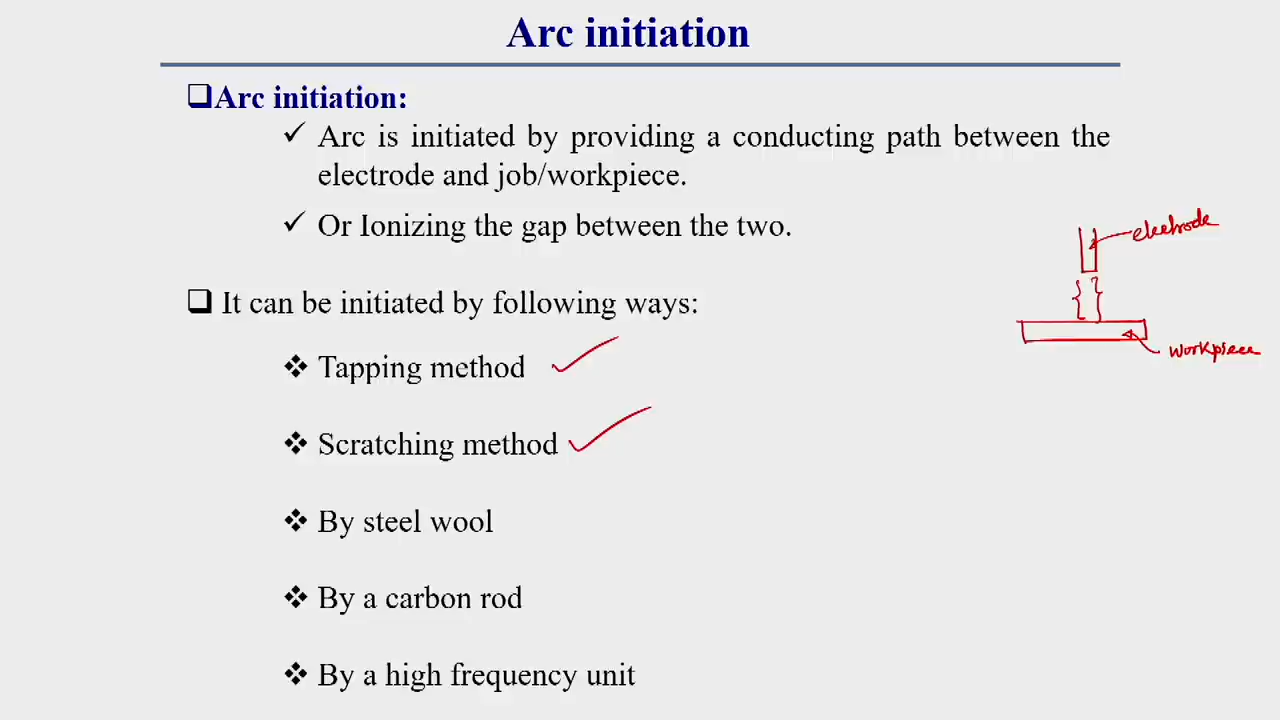 Arc initiation
Arc initiation:
Arc is initiated by providing a conducting path between the
electrode and job/workpiece.
Or Ionizing the gap between the two.
electrode
It can be initiated by following ways:
workpiece
Tapping method
Scratching method
By steel wool
By a carbon rod
By a high frequency unit